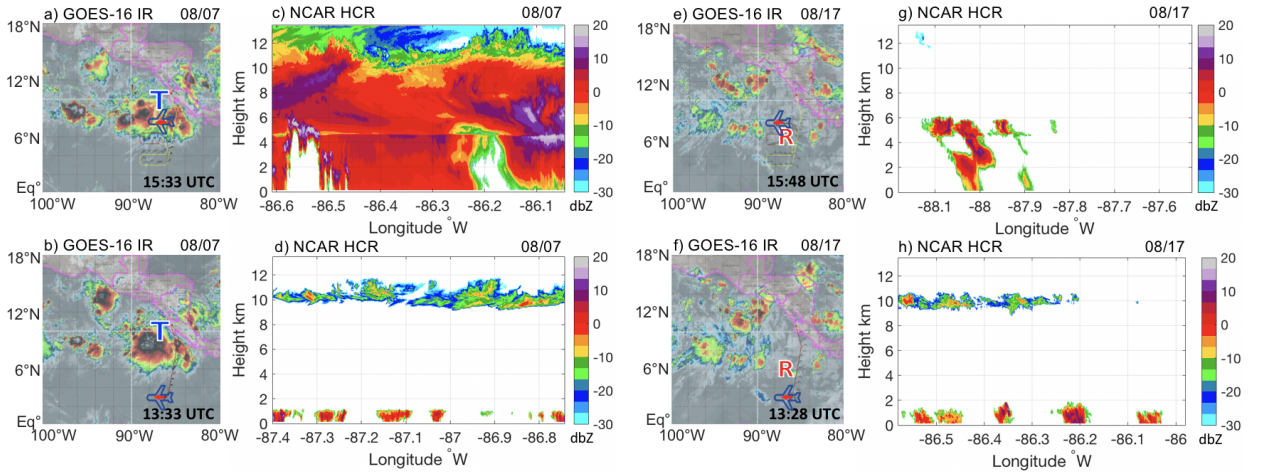 a) GOES-16 IR 08/07
18°N
12°N
6°N
Eq°
100°W 90°W 80°W
T
15:33 UTC
c) NCAR HCR 08/07
Height km
12
10
8
6
4
2
0
-86.6 -86.5 -86.4 -86.3 -86.2 -86.1
Longitude °W
20
10
0
-10
-20
-30
dbZ
e) GOES-16 IR 08/17
18°N
12°N
6°N
Eq°
100°W 90°W 80°W
R
15:48 UTC
g) NCAR HCR 08/17
Height km
12
10
8
6
4
2
0
-88.1 -88 -87.9 -87.8 -87.7 -87.6
Longitude °W
20
10
0
-10
-20
-30
dbZ
b) GOES-16 IR 08/07
18°N
12°N
6°N
Eq°
100°W 90°W 80°W
T
13:33 UTC
d) NCAR HCR 08/07
Height km
12
10
8
6
4
2
0
-87.4 -87.3 -87.2 -87.1 -87 -86.9 -86.8
Longitude °W
20
10
0
-10
-20
-30
dbZ
f) GOES-16 IR 08/17
18°N
12°N
6°N
Eq°
100°W 90°W 80°W
R
13:28 UTC
h) NCAR HCR 08/17
Height km
12
10
8
6
4
2
0
-86.5 -86.4 -86.3 -86.2 -86.1 -86
Longitude °W
20
10
0
-10
-20
-30
dbZ